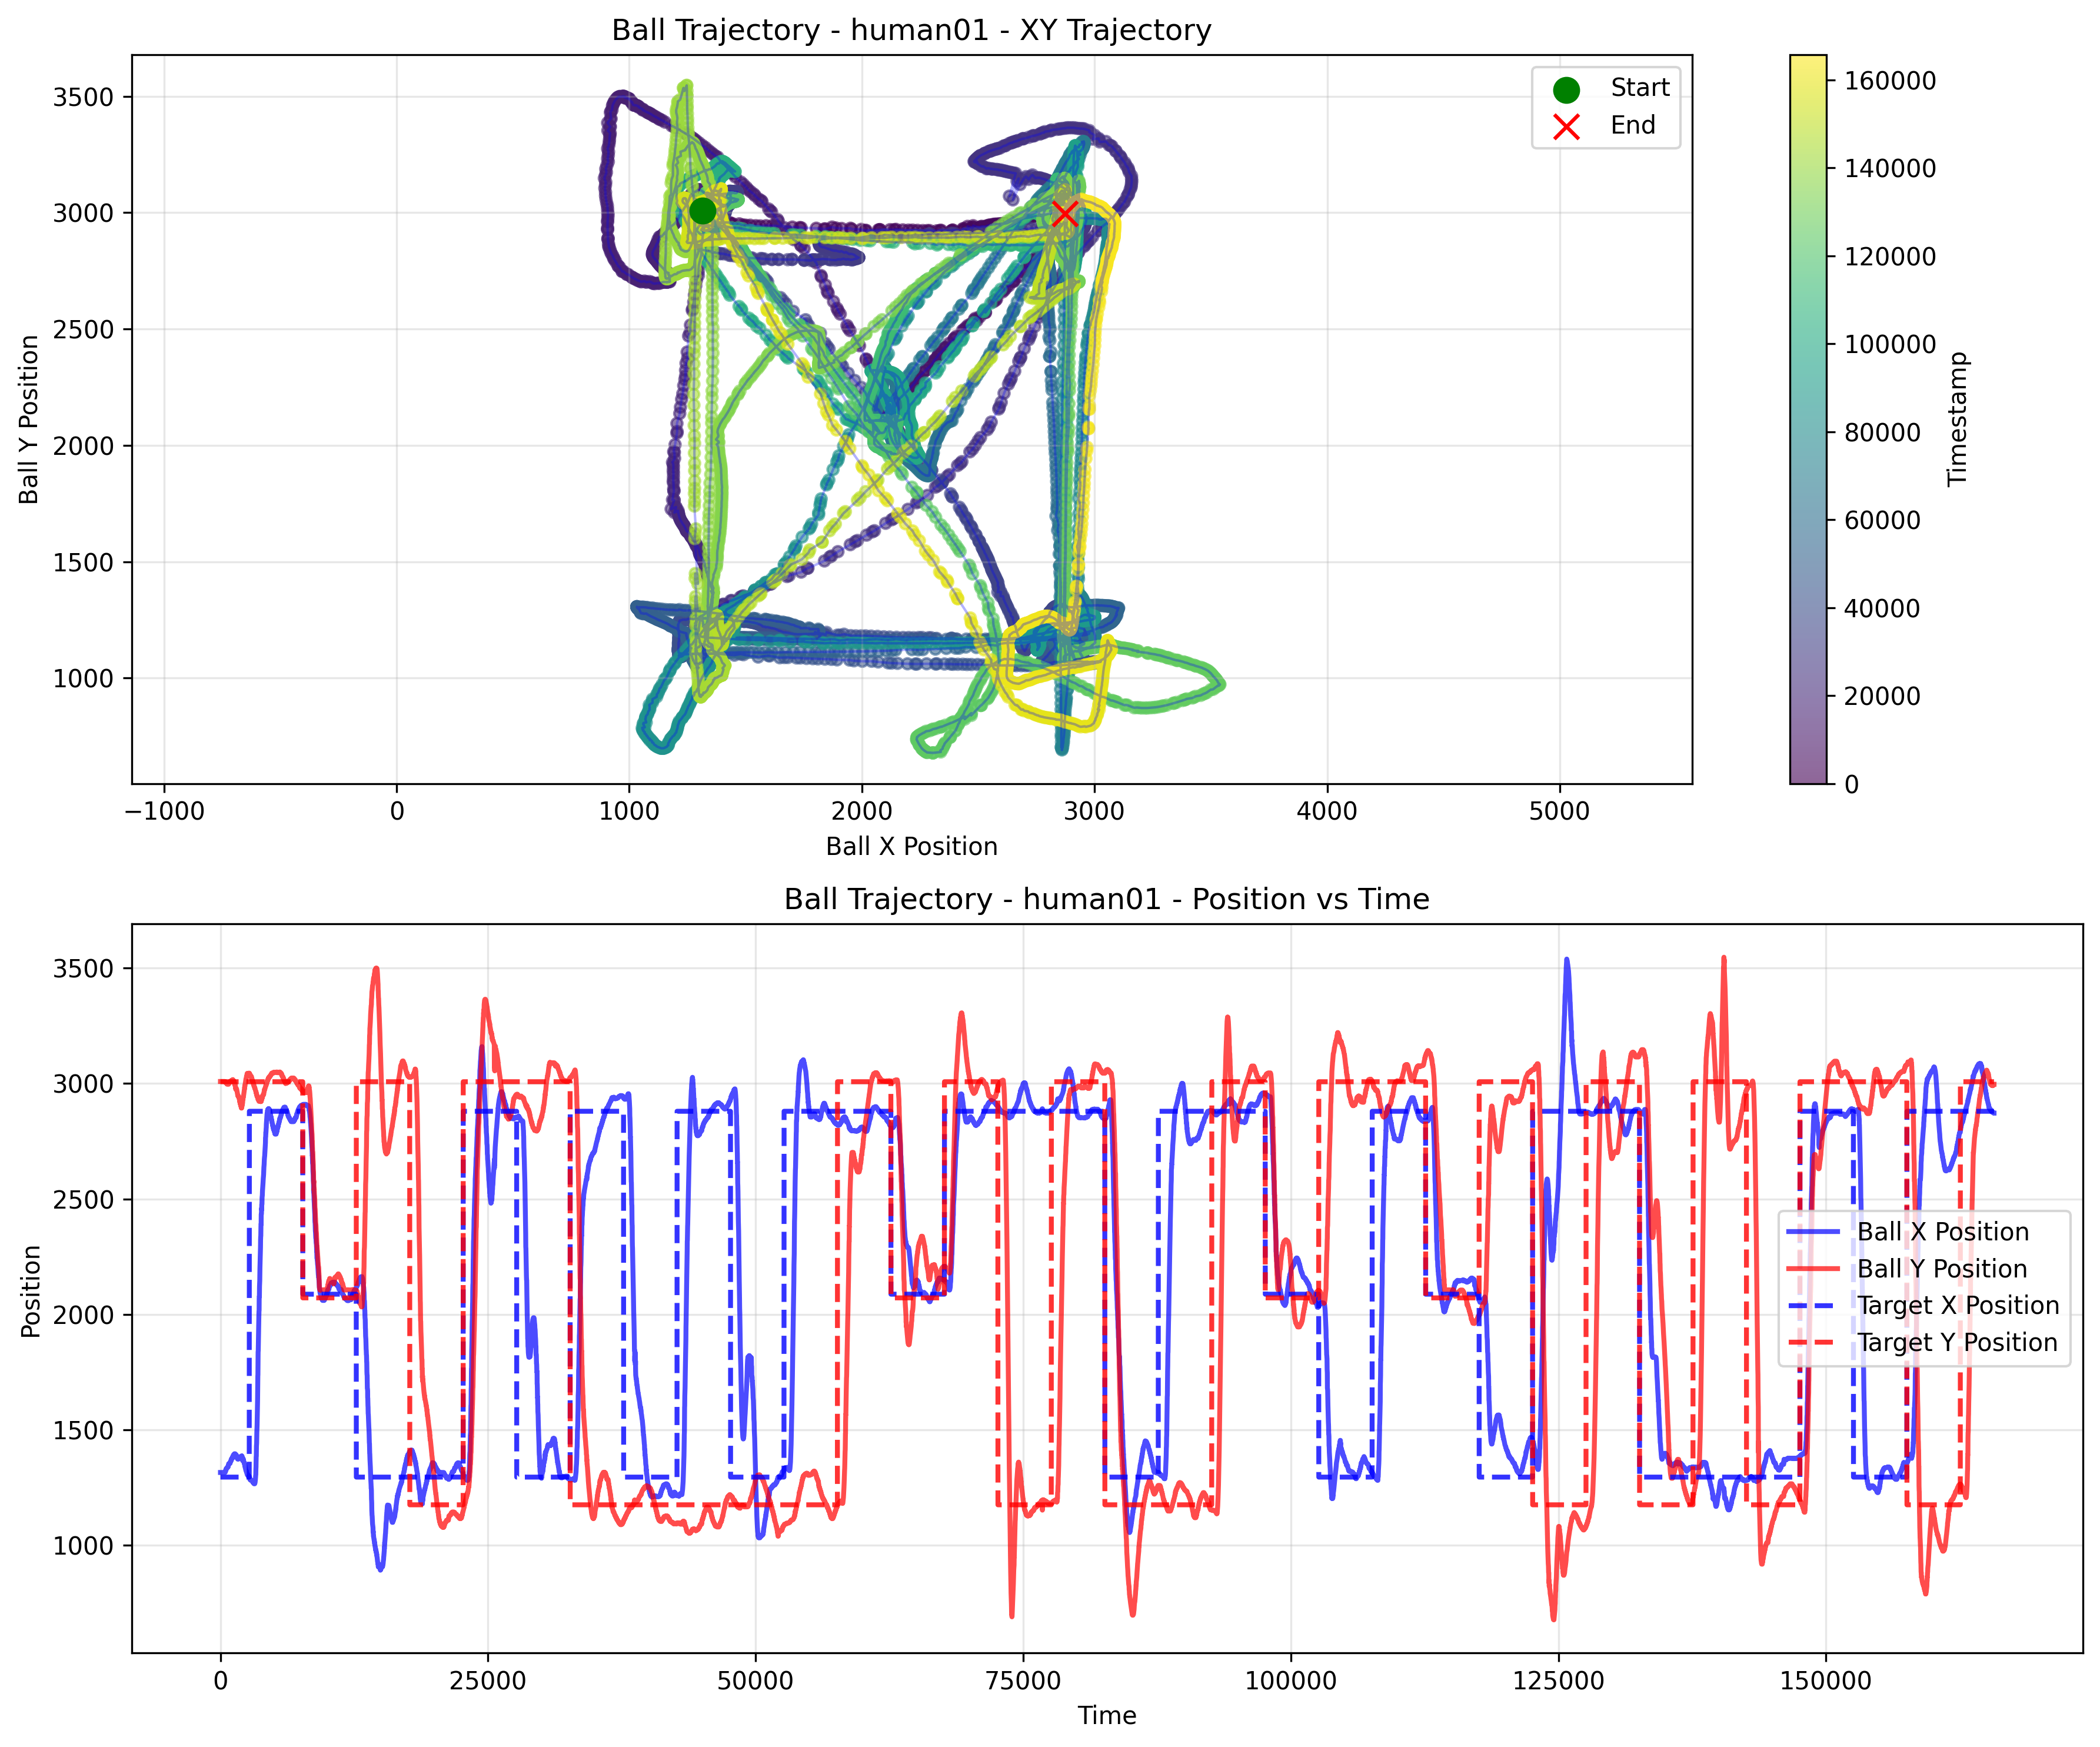 Ball Trajectory - human01 - XY Trajectory
3500
3000
2500
2000
1500
1000
Ball Y Position
−1000
0
1000
2000
3000
4000
5000
Ball X Position
Start
End
160000
140000
120000
100000
80000
60000
40000
20000
0
Timestamp
Ball Trajectory - human01 - Position vs Time
3500
3000
2500
2000
1500
1000
Position
0
25000
50000
75000
100000
125000
150000
Time
Ball X Position
Ball Y Position
Target X Position
Target Y Position